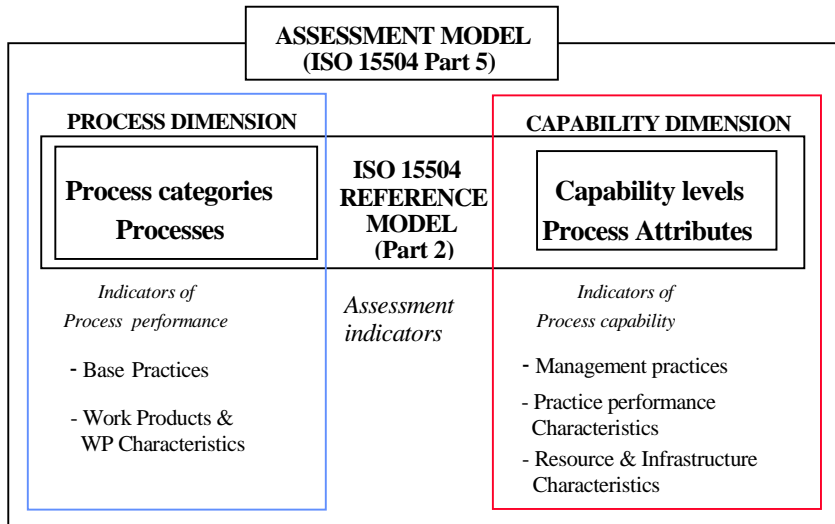 ASSESSMENT MODEL
(ISO 15504 Part 5)
PROCESS DIMENSION
Process categories
Processes
Indicators of
Process performance
- Base Practices
- Work Products &
WP Characteristics
ISO 15504
REFERENCE
MODEL
(Part 2)
Assessment
indicators
CAPABILITY DIMENSION
Capability levels
Process Attributes
Indicators of
Process capability
- Management practices
- Practice performance
Characteristics
- Resource & Infrastructure
Characteristics